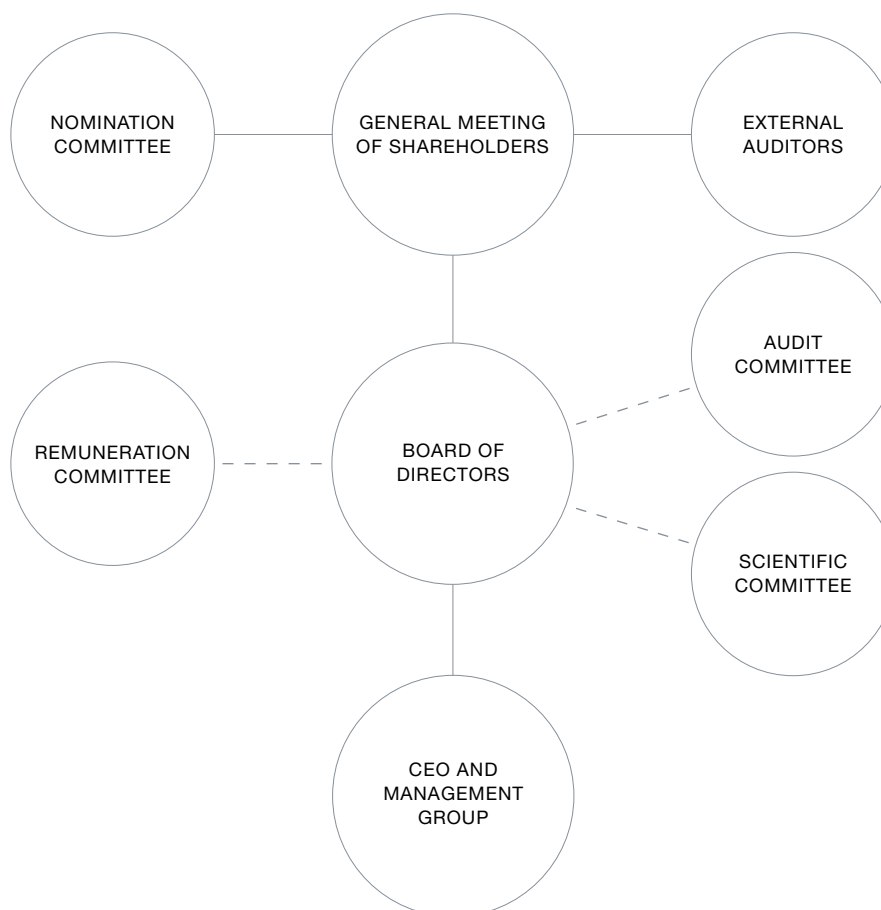 NOMINATION
COMMITTEE
GENERAL MEETING
OF SHAREHOLDERS
EXTERNAL
AUDITORS
AUDIT
COMMITTEE
REMUNERATION
COMMITTEE
BOARD OF
DIRECTORS
SCIENTIFIC
COMMITTEE
CEO AND
MANAGEMENT
GROUP